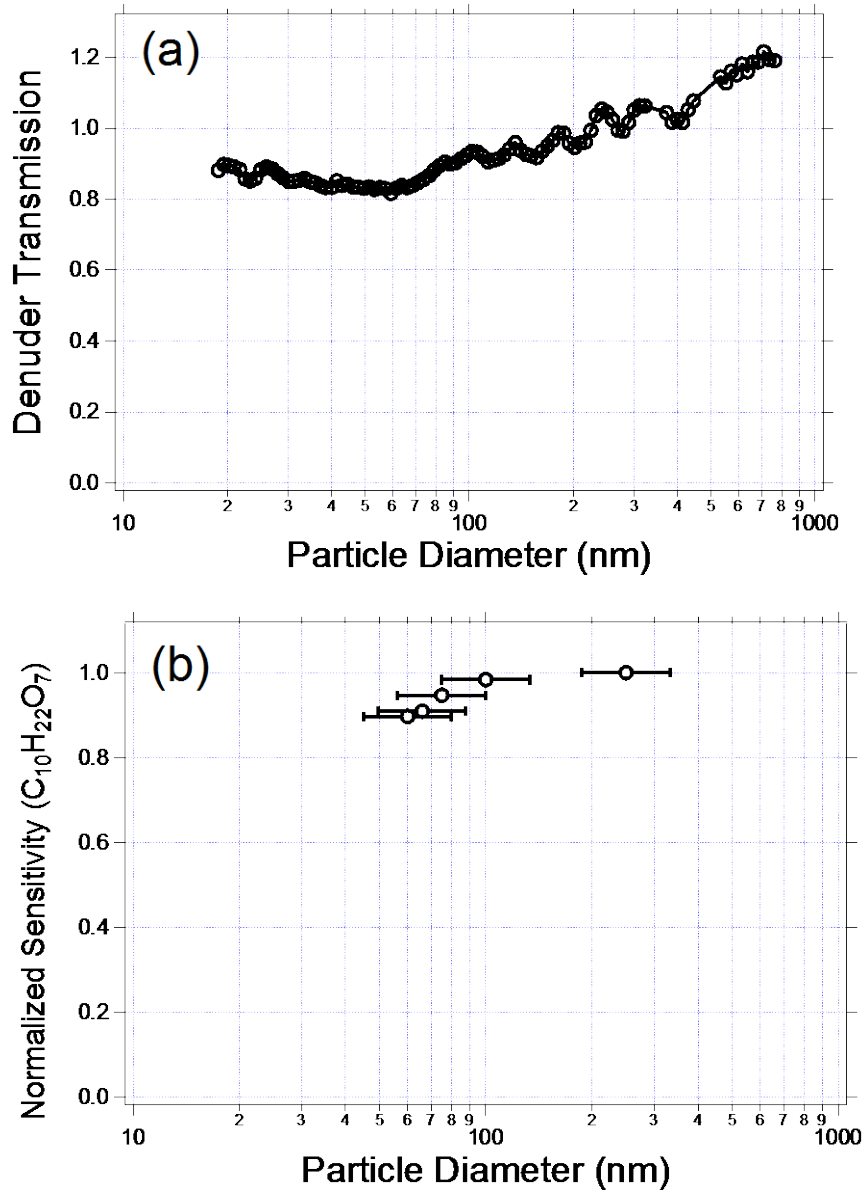 (a)
Denuder Transmission
1.2
1.0
0.8
0.6
0.4
0.2
0.0
10 2 3 4 5 6 7 8 9 100 2 3 4 5 6 7 8 9 1000
Particle Diameter (nm)
(b)
Normalized Sensitivity (C₁₀H₂₂O₇)
1.0
0.8
0.6
0.4
0.2
0.0
10 2 3 4 5 6 7 8 9 100 2 3 4 5 6 7 8 9 1000
Particle Diameter (nm)